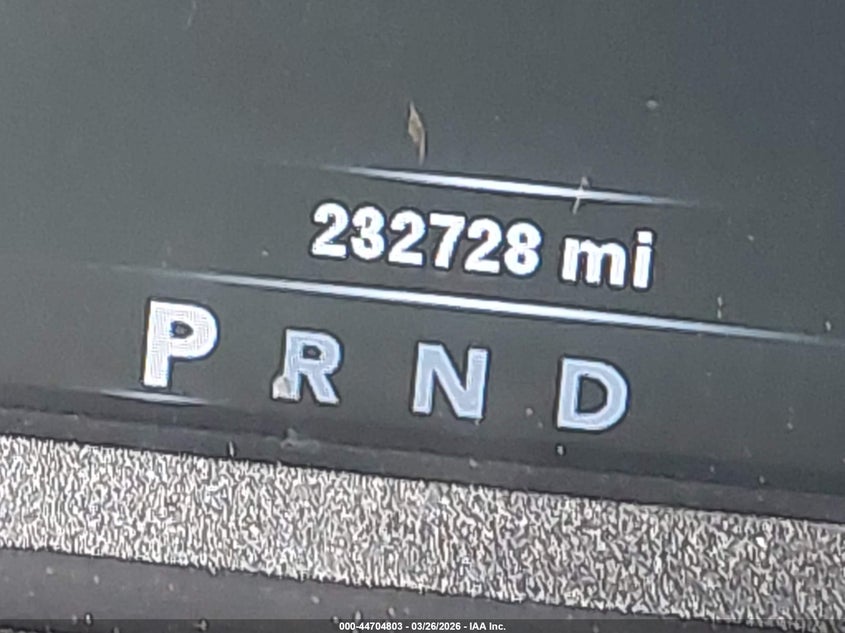 232728 mi
P R N D
000-44704803 - 03/26/2026 - IAA Inc.